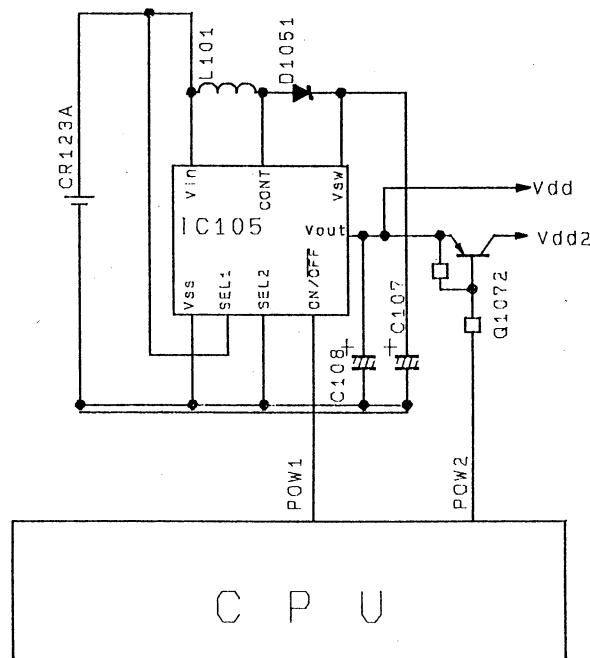 L101
D1051
CR123A
Vin
CONT
Vsw
IC105
Vout
Vdd
Vdd2
Vss
SEL1
SEL2
ON/OFF
C108
+
C107
+
Q1072
POW1
POW2
CPU